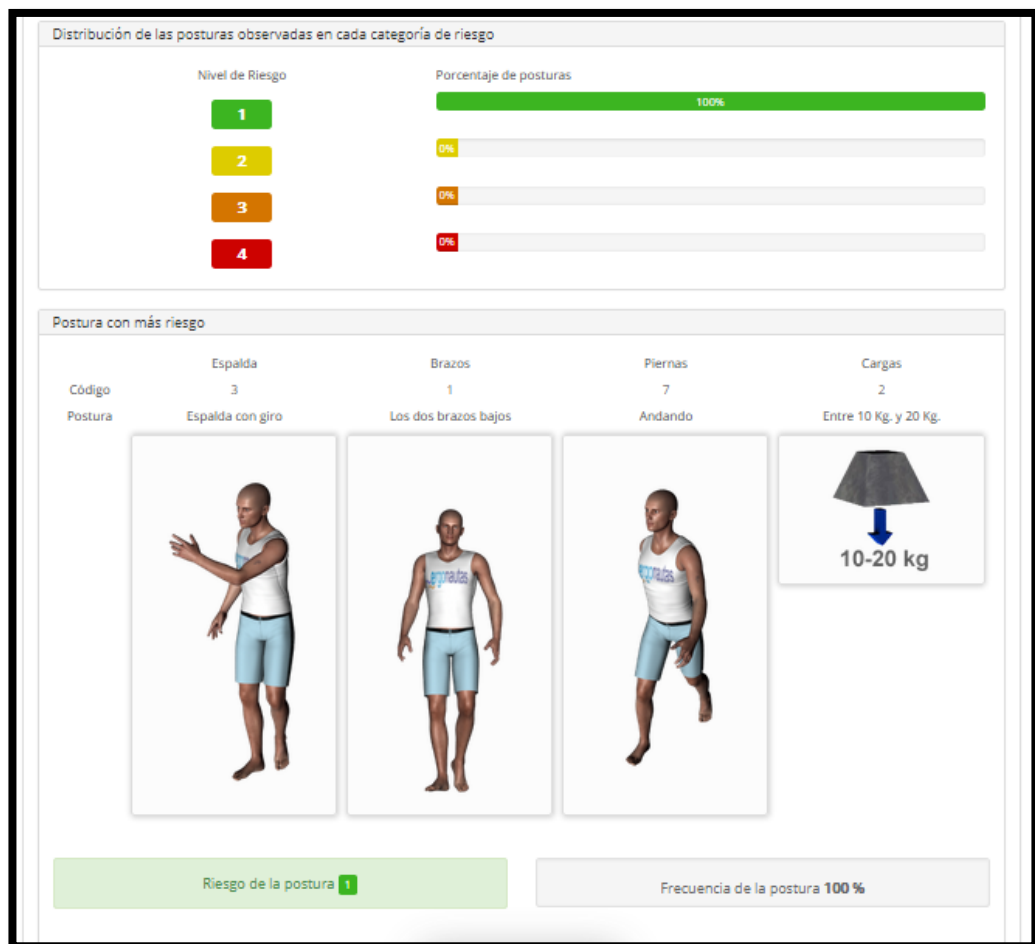 Distribución de las posturas observadas en cada categoría de riesgo
Nivel de Riesgo Porcentaje de posturas
1 100%
2 0%
3 0%
4 0%
Postura con más riesgo
Espalda Brazos Piernas Cargas
Código 3 1 7 2
Postura Espalda con giro Los dos brazos bajos Andando Entre 10 Kg. y 20 Kg.
ergonautas
10-20 kg
Riesgo de la postura 1 Frecuencia de la postura 100 %